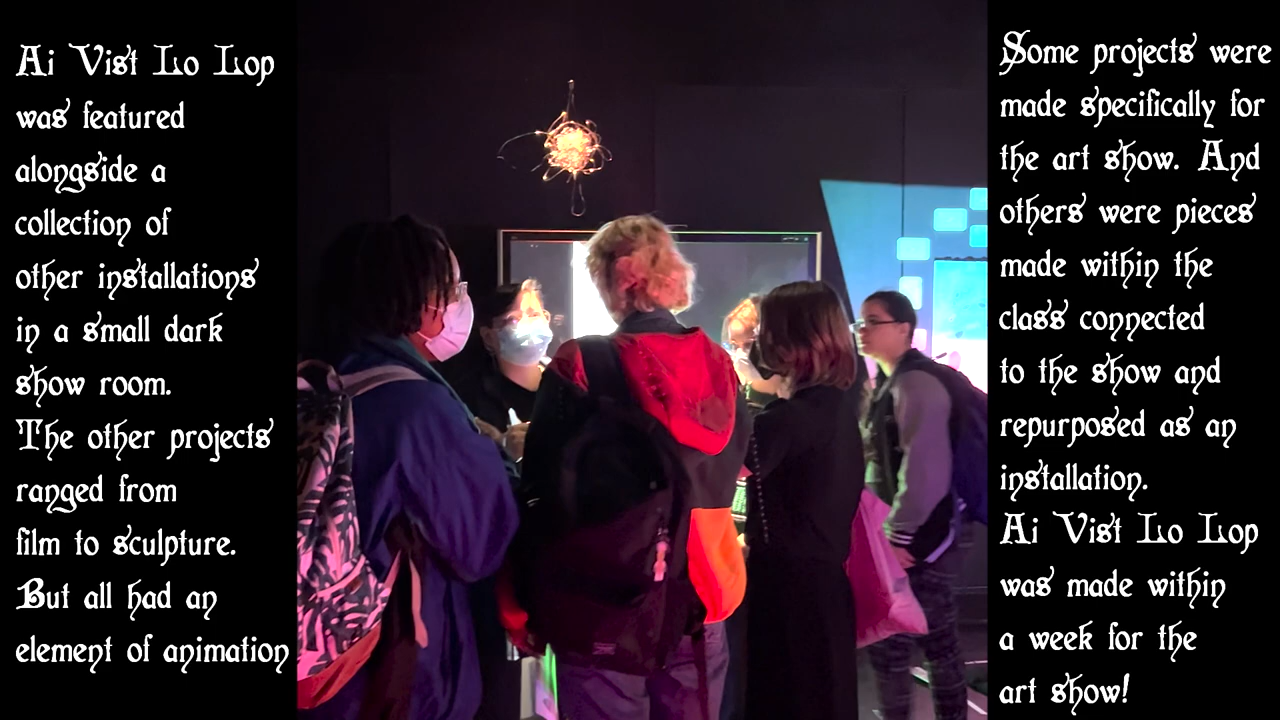 Ai Vist Lo Lop
was featured
alongside a
collection of
other installations
in a small dark
show room.
The other projects
ranged from
film to sculpture.
But all had an
element of animation
Some projects were
made specifically for
the art show. And
others were pieces
made within the
class connected
to the show and
repurposed as an
installation.
Ai Vist Lo Lop
was made within
a week for the
art show!